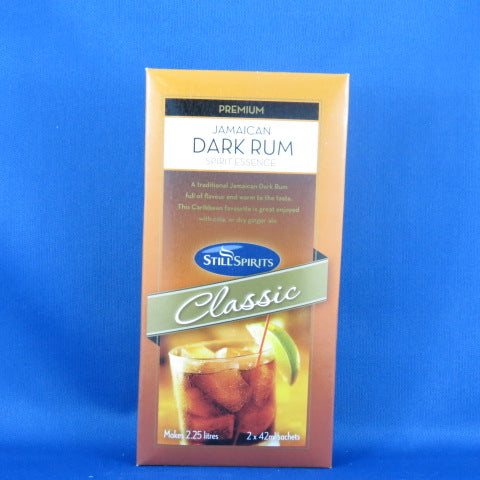 PREMIUM
JAMAICAN
DARK RUM
SPIRIT ESSENCE
A traditional Jamaican Dark Rum
full of flavour and warm to the taste.
This Caribbean favourite is great enjoyed
with cola, or dry ginger ale.
STILL SPIRITS
Classic
Makes 2.25 litres
2 x 42ml sachets